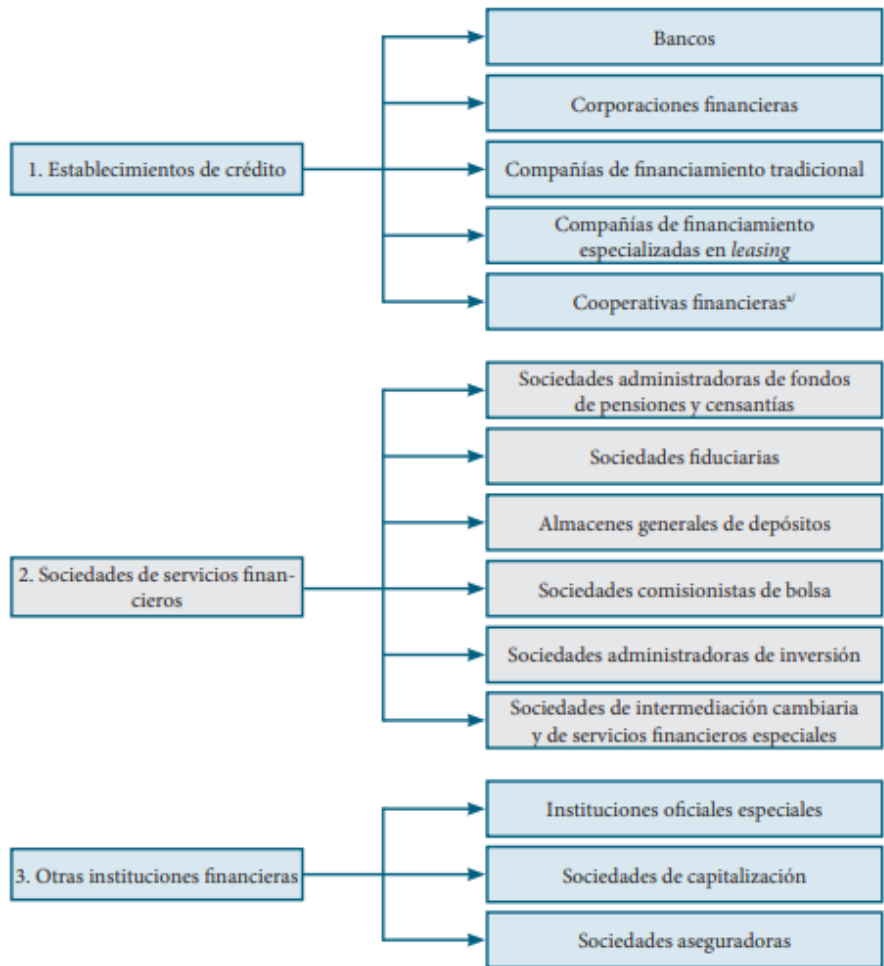 1. Establecimientos de crédito
Bancos
Corporaciones financieras
Compañías de financiamiento tradicional
Compañías de financiamiento
especializadas en leasing
Cooperativas financierasᵃ/
2. Sociedades de servicios finan-
cieros
Sociedades administradoras de fondos
de pensiones y censantías
Sociedades fiduciarias
Almacenes generales de depósitos
Sociedades comisionistas de bolsa
Sociedades administradoras de inversión
Sociedades de intermediación cambiaria
y de servicios financieros especiales
3. Otras instituciones financieras
Instituciones oficiales especiales
Sociedades de capitalización
Sociedades aseguradoras